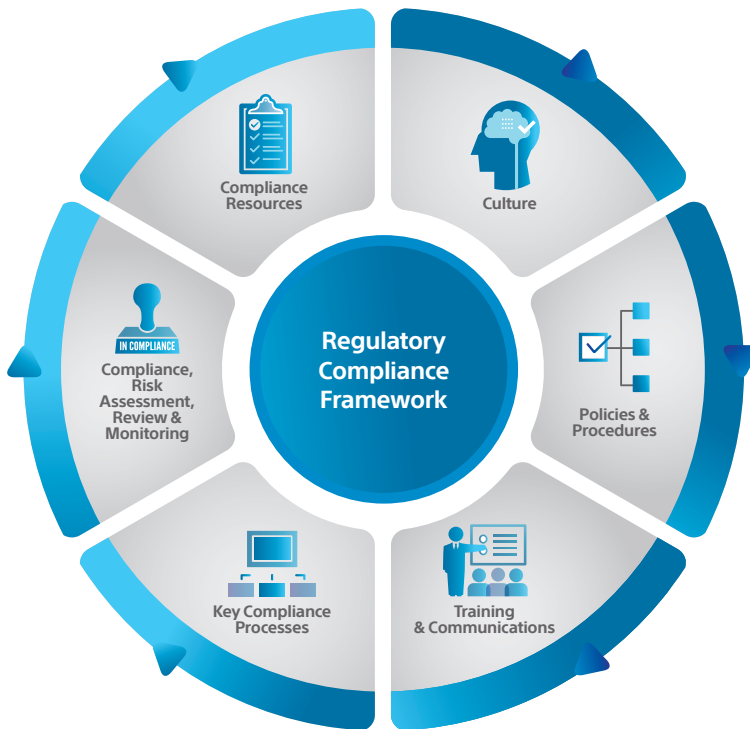 Compliance
Resources
Culture
Regulatory
Compliance
Framework
IN COMPLIANCE
Compliance,
Risk
Assessment,
Review &
Monitoring
Policies &
Procedures
Key Compliance
Processes
Training
& Communications